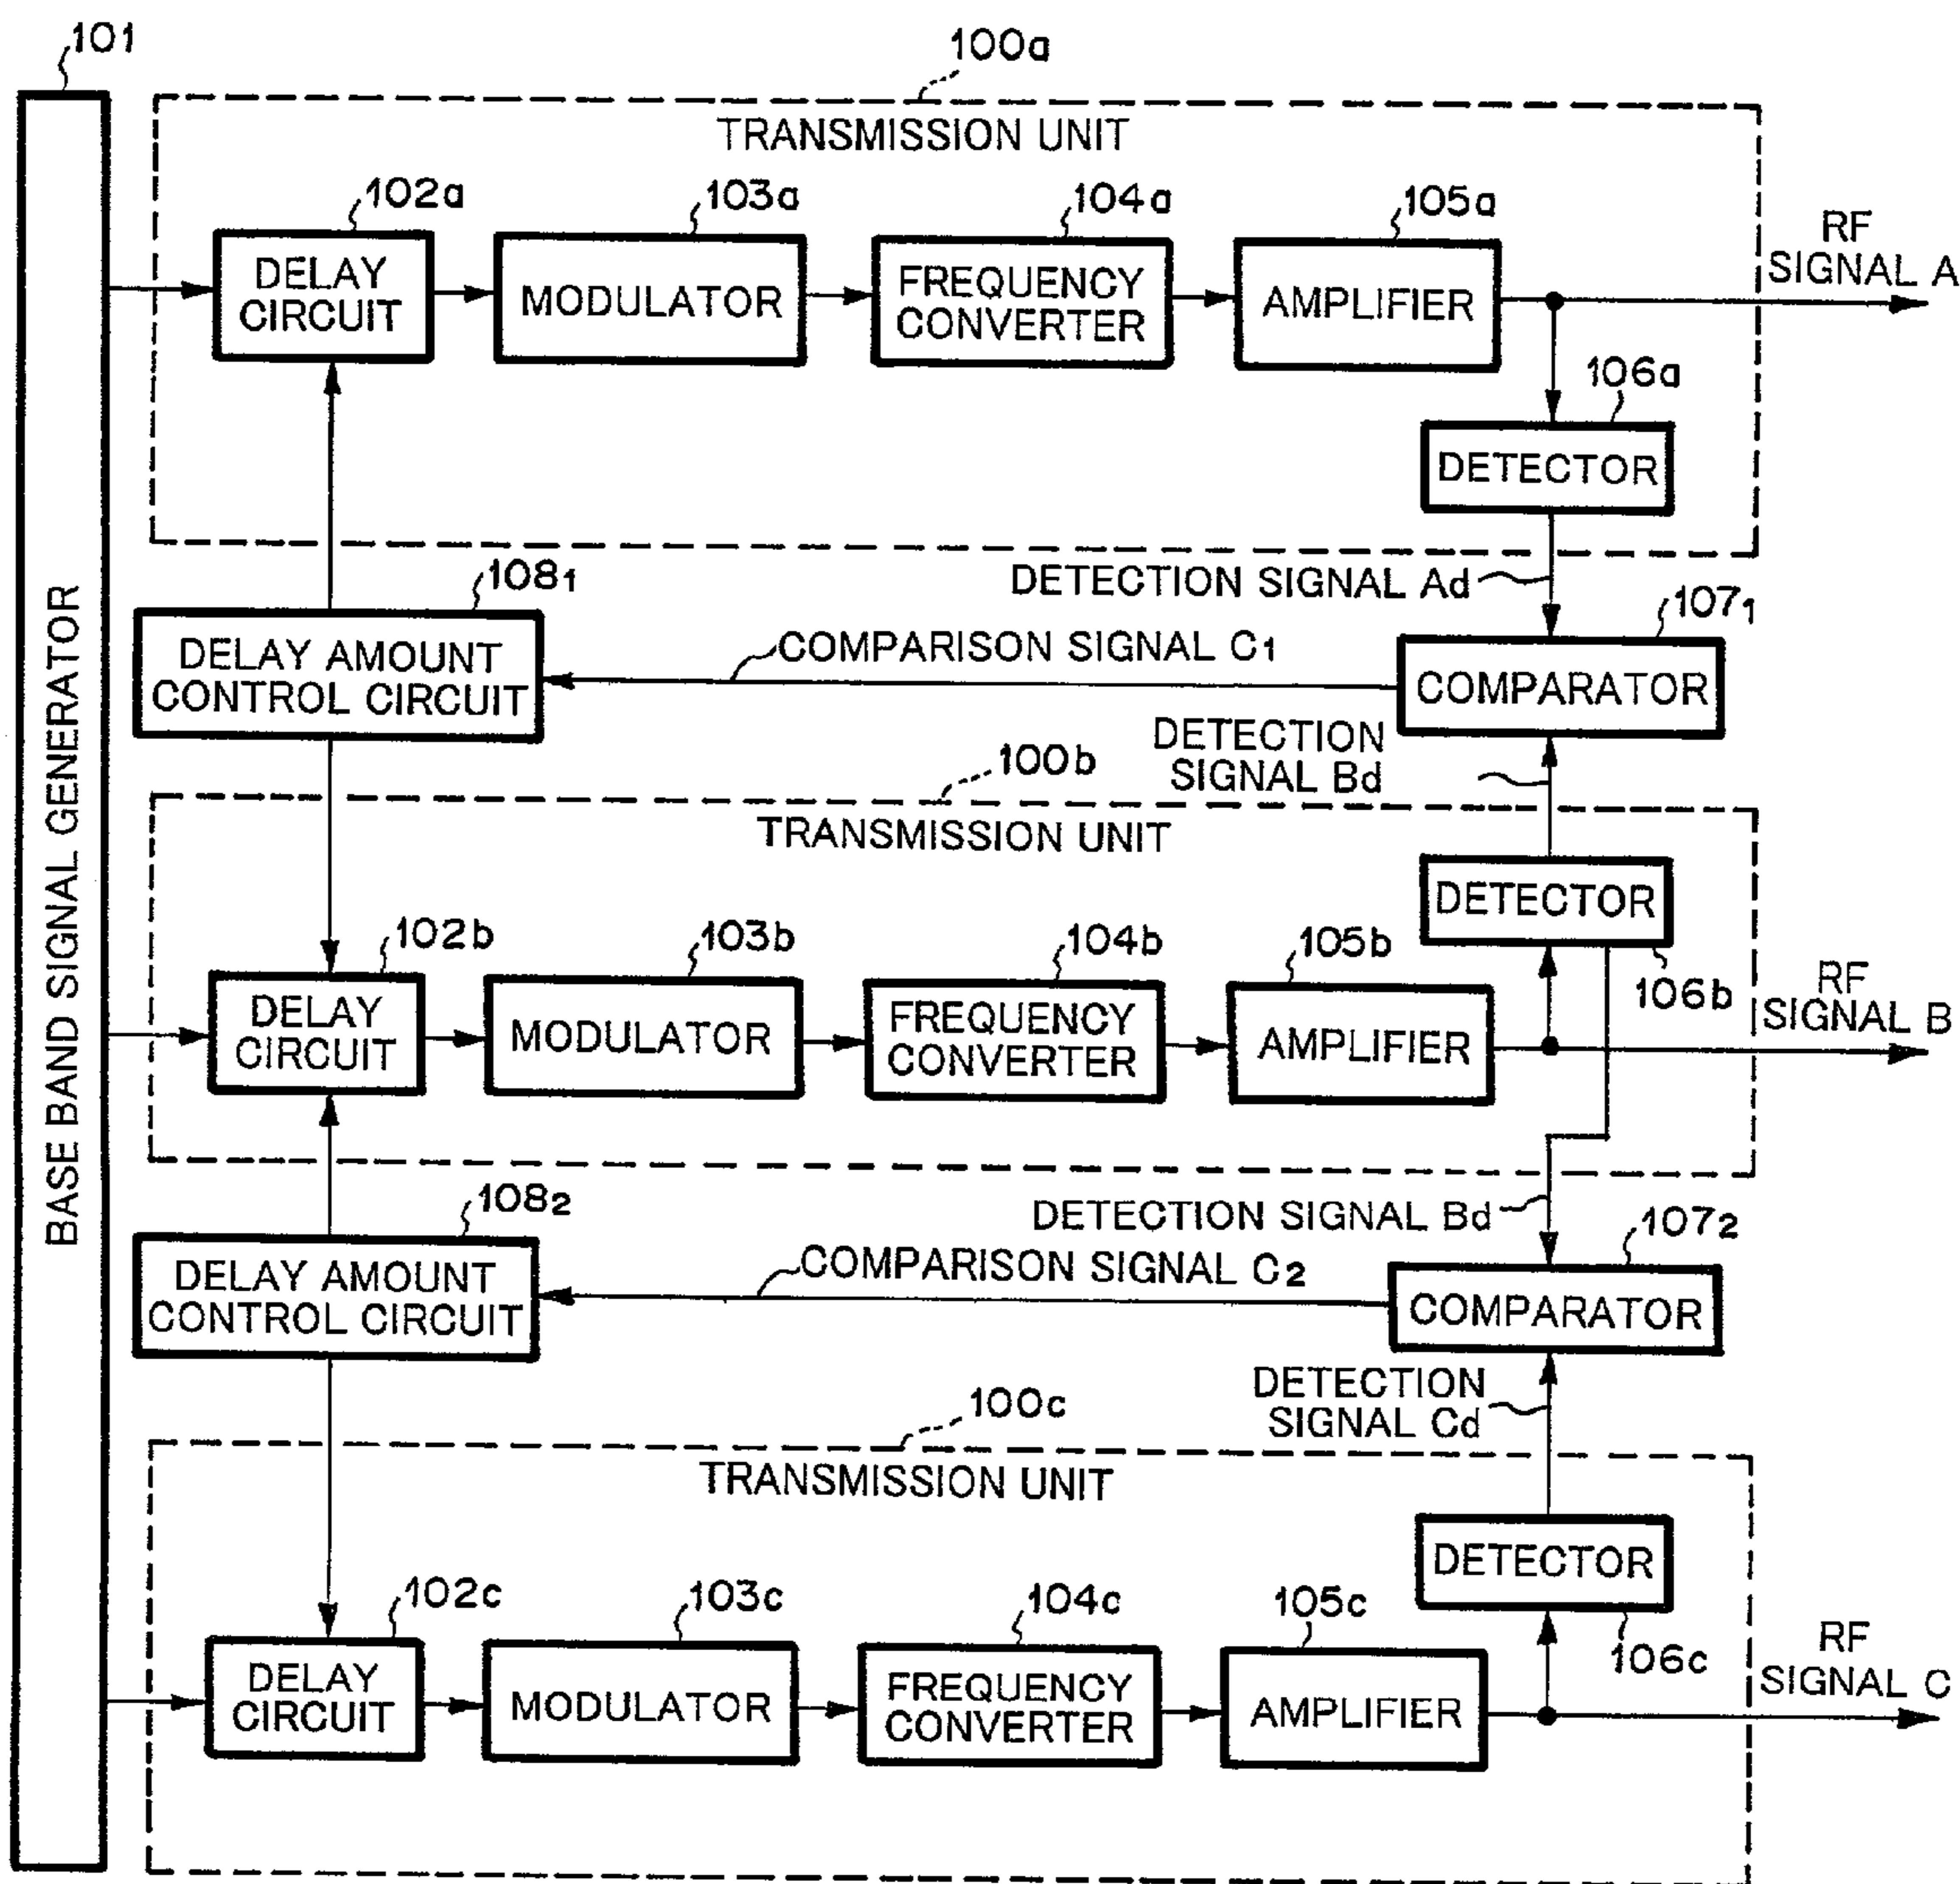 101
100a
TRANSMISSION UNIT
102a
103a
104a
105a
DELAY
CIRCUIT
MODULATOR
FREQUENCY
CONVERTER
AMPLIFIER
RF
SIGNAL A
106a
DETECTOR
DETECTION SIGNAL Ad
108₁
107₁
DELAY AMOUNT
CONTROL CIRCUIT
COMPARISON SIGNAL C₁
COMPARATOR
DETECTION
SIGNAL Bd
BASE BAND SIGNAL GENERATOR
100b
TRANSMISSION UNIT
DETECTOR
102b
103b
104b
105b
106b
DELAY
CIRCUIT
MODULATOR
FREQUENCY
CONVERTER
AMPLIFIER
RF
SIGNAL B
DETECTION SIGNAL Bd
108₂
107₂
DELAY AMOUNT
CONTROL CIRCUIT
COMPARISON SIGNAL C₂
COMPARATOR
DETECTION
SIGNAL Cd
100c
TRANSMISSION UNIT
DETECTOR
102c
103c
104c
105c
106c
DELAY
CIRCUIT
MODULATOR
FREQUENCY
CONVERTER
AMPLIFIER
RF
SIGNAL C